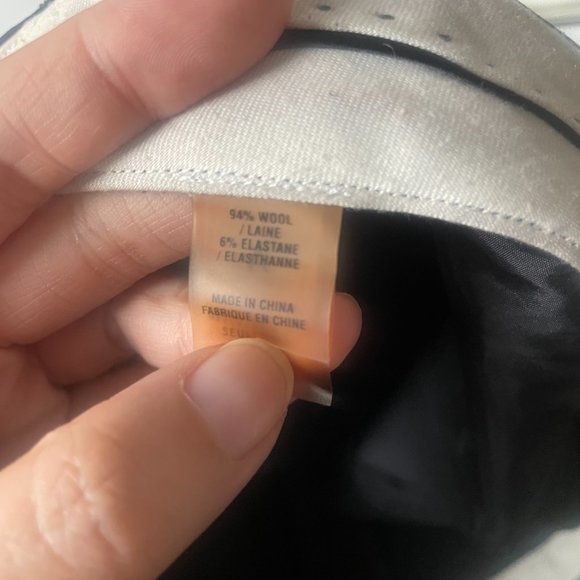 94% WOOL
/ LAINE
6% ELASTANE
/ ELASTHANNE
MADE IN CHINA
FABRIQUE EN CHINE